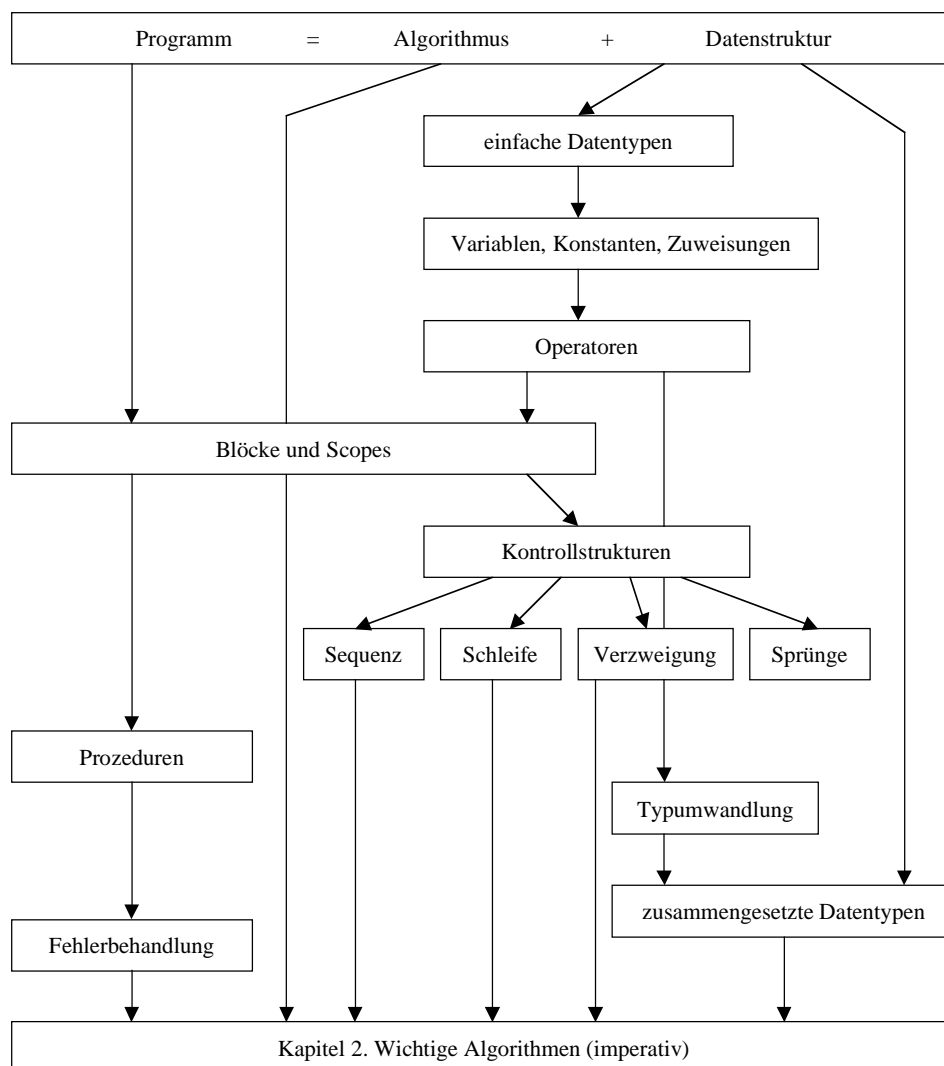 Programm = Algorithmus + Datenstruktur
einfache Datentypen
Variablen, Konstanten, Zuweisungen
Operatoren
Blöcke und Scopes
Kontrollstrukturen
Sequenz Schleife Verzweigung Sprünge
Prozeduren
Typumwandlung
zusammengesetzte Datentypen
Fehlerbehandlung
Kapitel 2. Wichtige Algorithmen (imperativ)